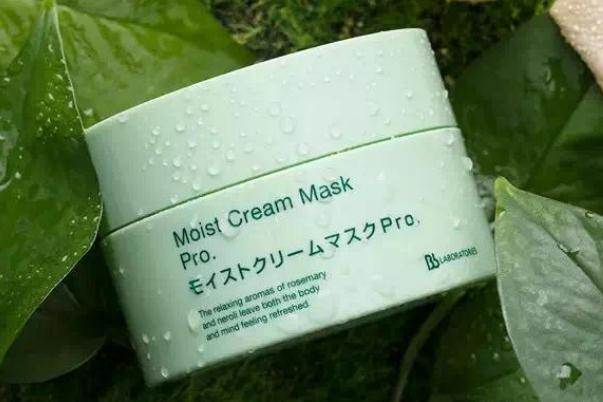 Moist Cream Mask
Pro.
モイストクリームマスクPro.
The relaxing aromas of rosemary
and neroli leave both the body
and mind feeling refreshed.
Bb LABORATORIES